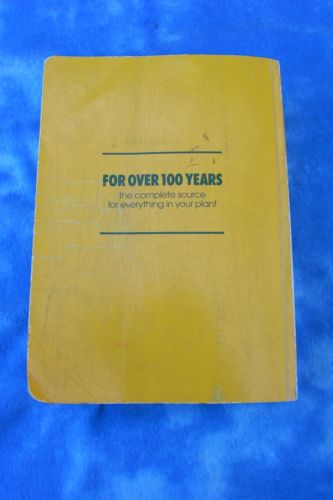 FOR OVER 100 YEARS
the complete source
for everything in your plant